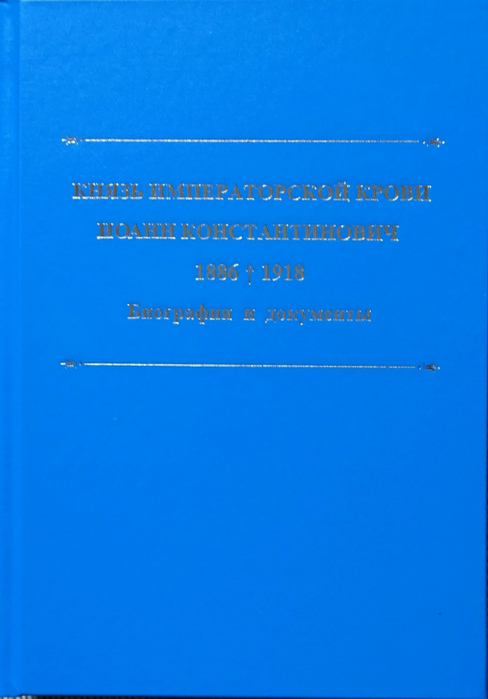 КНЯЗЬ ИМПЕРАТОРСКОЙ КРОВИ
ИОАНН КОНСТАНТИНОВИЧ
1886 † 1918
Биография и документы